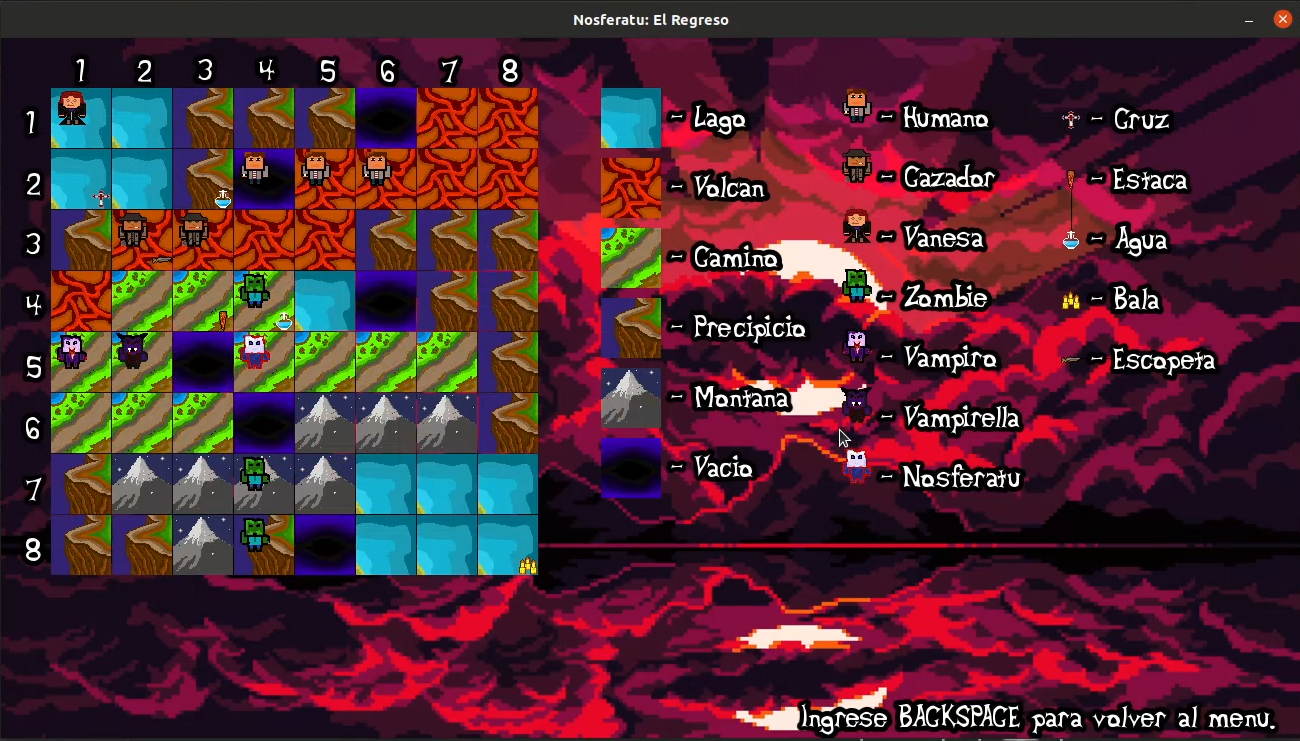 Nosferatu: El Regreso
1 2 3 4 5 6 7 8
1
2
3
4
5
6
7
8
- Lago
- Volcan
- Camino
- Precipicio
- Montana
- Vacio
- Humano
- Cazador
- Vanesa
- Zombie
- Vampiro
- Vampirella
- Nosferatu
- Cruz
- Estaca
- Agua
- Bala
- Escopeta
Ingrese BACKSPACE para volver al menu.